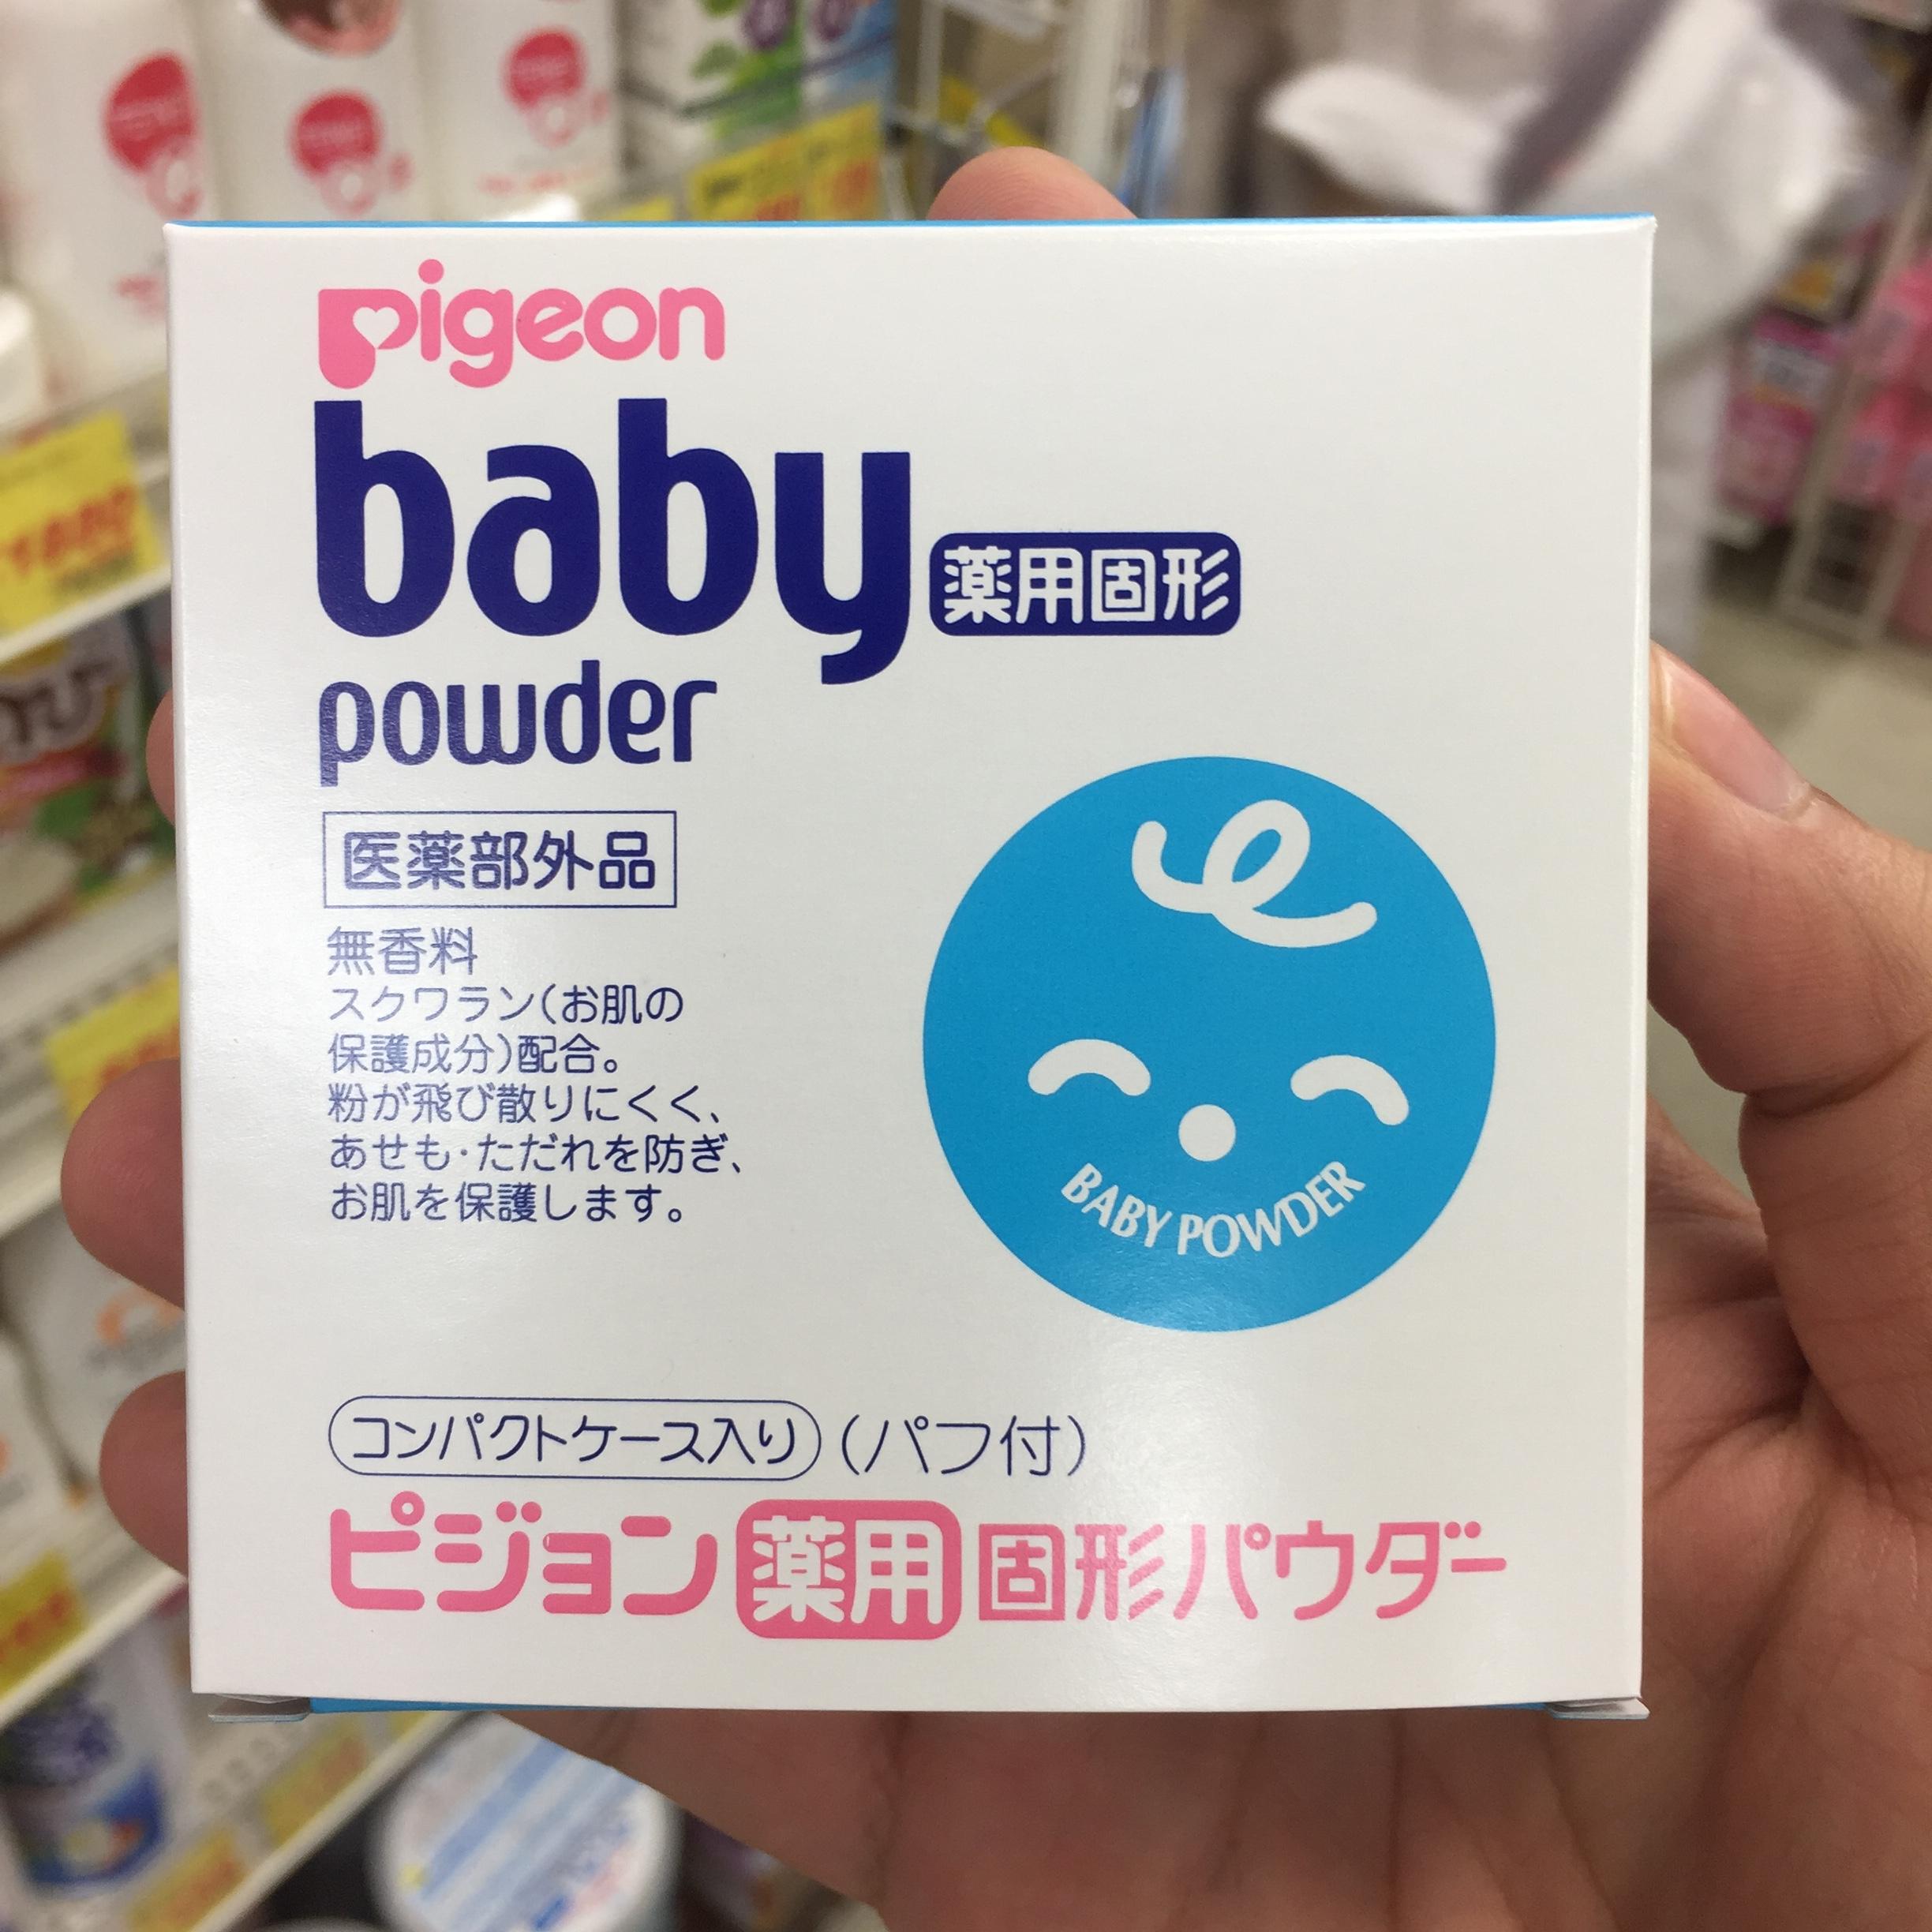 pigeon
baby 薬用固形
powder
医薬部外品
無香料
スクワラン(お肌の
保護成分)配合。
粉が飛び散りにくく、
あせも・ただれを防ぎ、
お肌を保護します。
BABY POWDER
コンパクトケース入り (パフ付)
ピジョン薬用固形パウダー